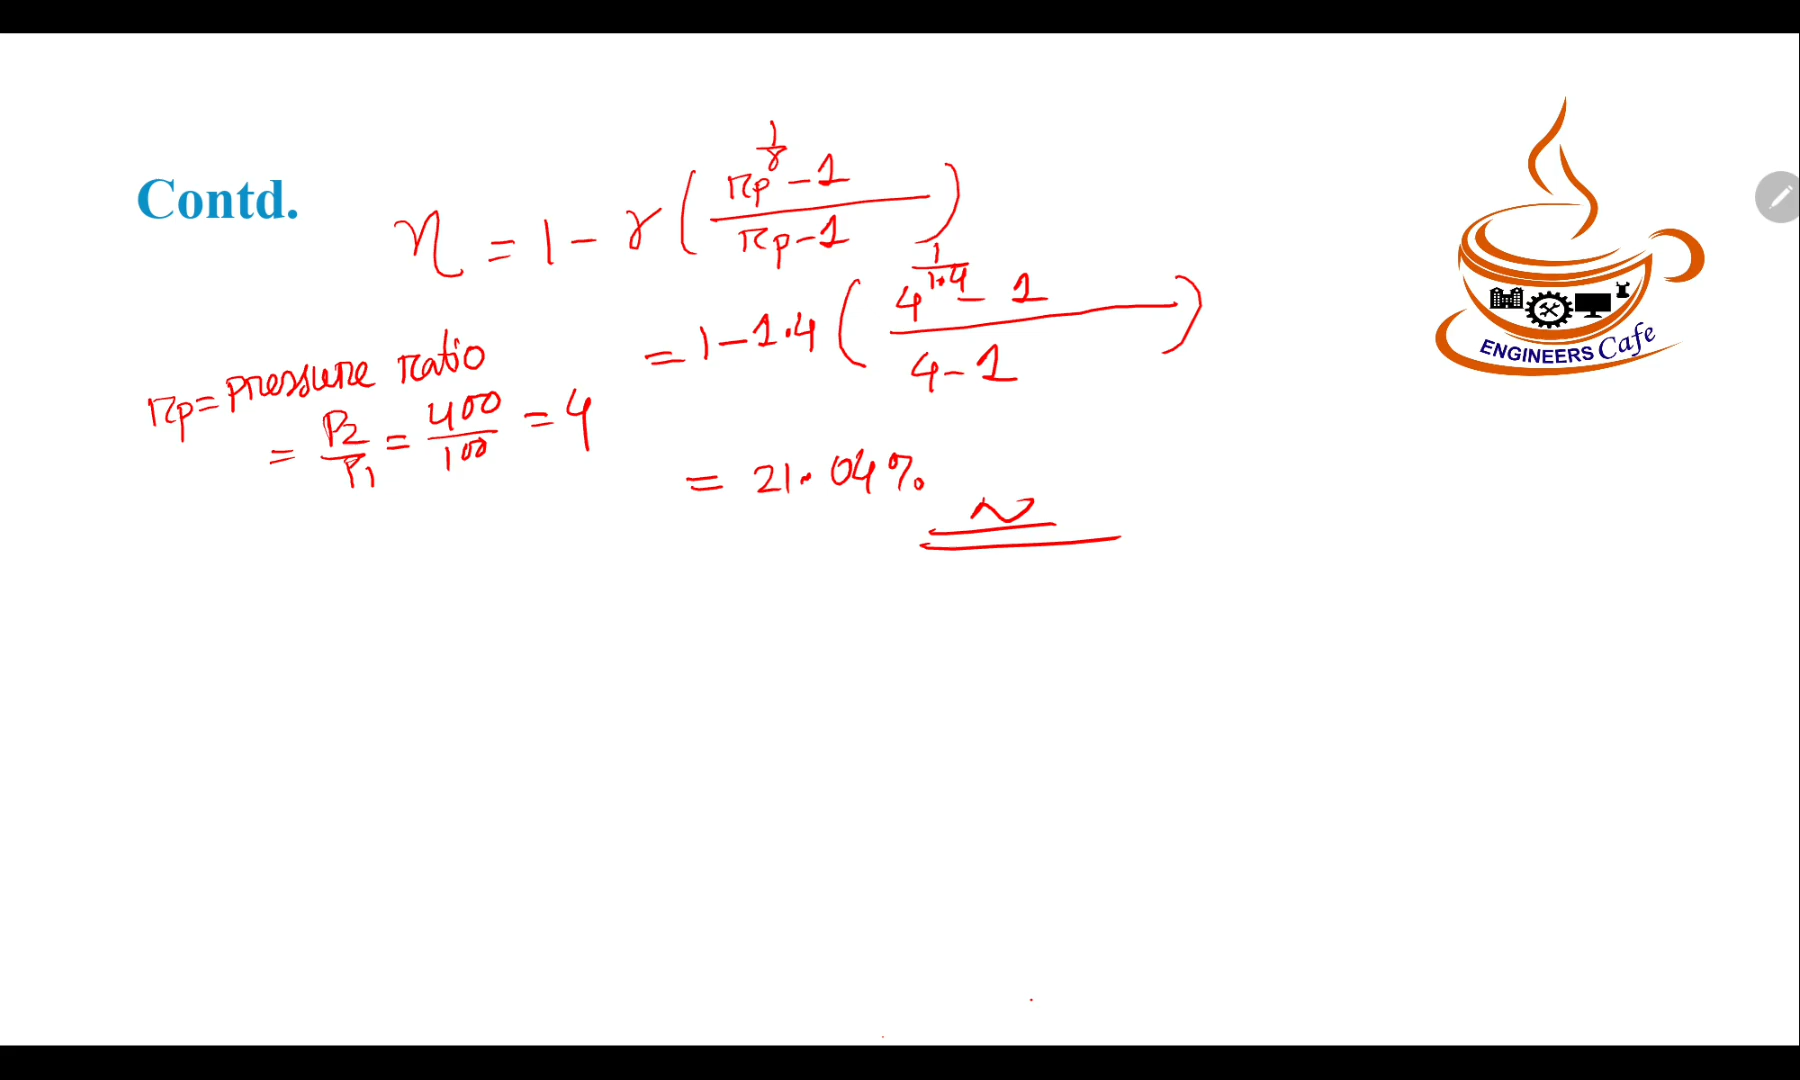 Contd.
η = 1 - γ ( (rp^(1/γ) - 1) / (rp - 1) )
= 1 - 1.4 ( (4^(1/1.4) - 1) / (4 - 1) )
rp = pressure ratio
= P2/P1 = 400/100 = 4
= 21.04%
ENGINEERS Cafe